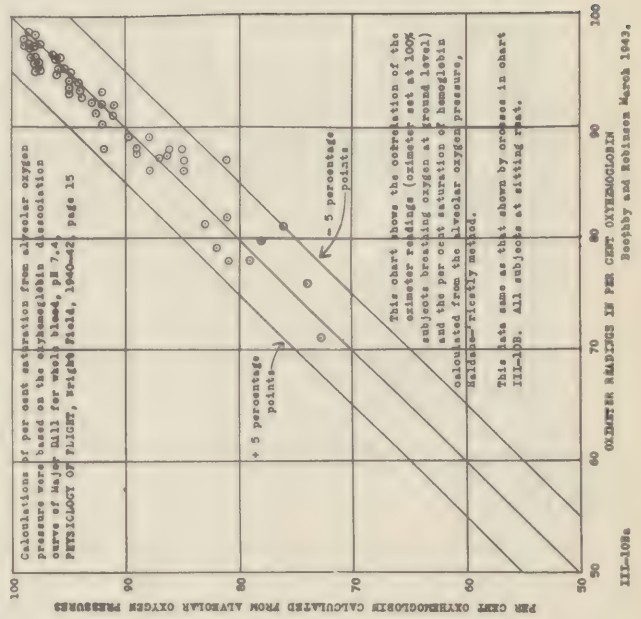 Calculations of per cent saturation from alveolar oxygen
pressure were based on the oxyhemoglobin dissociation
curve of Major Dill for whole blood, pH 7.4,
PHYSICLOGY OF FLIGHT, Wright Field, 1940-42, page 15
+ 5 percentage
points
- 5 percentage
points
This chart shows the correlation of the
oximeter readings (oximeter set at 100%
subjects breathing oxygen at ground level)
and the per cent saturation of hemoglobin
calculated from the alveolar oxygen pressure,
Haldane-Priestly method.
This data same as that shown by crosses in chart
III-10B. All subjects at sitting rest.
PER CENT OXYHEMOGLOBIN CALCULATED FROM ALVEOLAR OXYGEN PRESSURES
100
90
80
70
60
50
50
60
70
80
90
100
OXIMETER READINGS IN PER CENT OXYHEMOGLOBIN
III-10Ba
Boothby and Robinson March 1943.